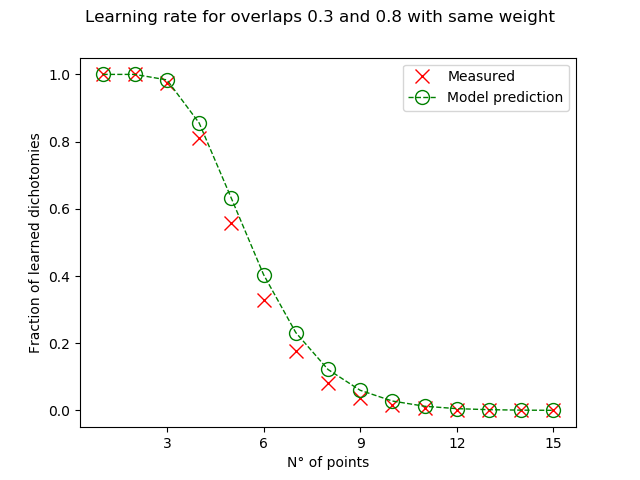 Learning rate for overlaps 0.3 and 0.8 with same weight
Measured
Model prediction
Fraction of learned dichotomies
1.0
0.8
0.6
0.4
0.2
0.0
3 6 9 12 15
N° of points